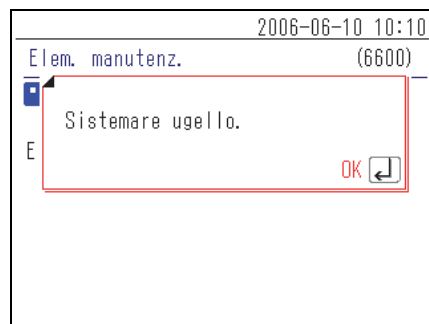 2006-06-10 10:10
Elem. manutenz. (6600)
Sistemare ugello.
E
OK